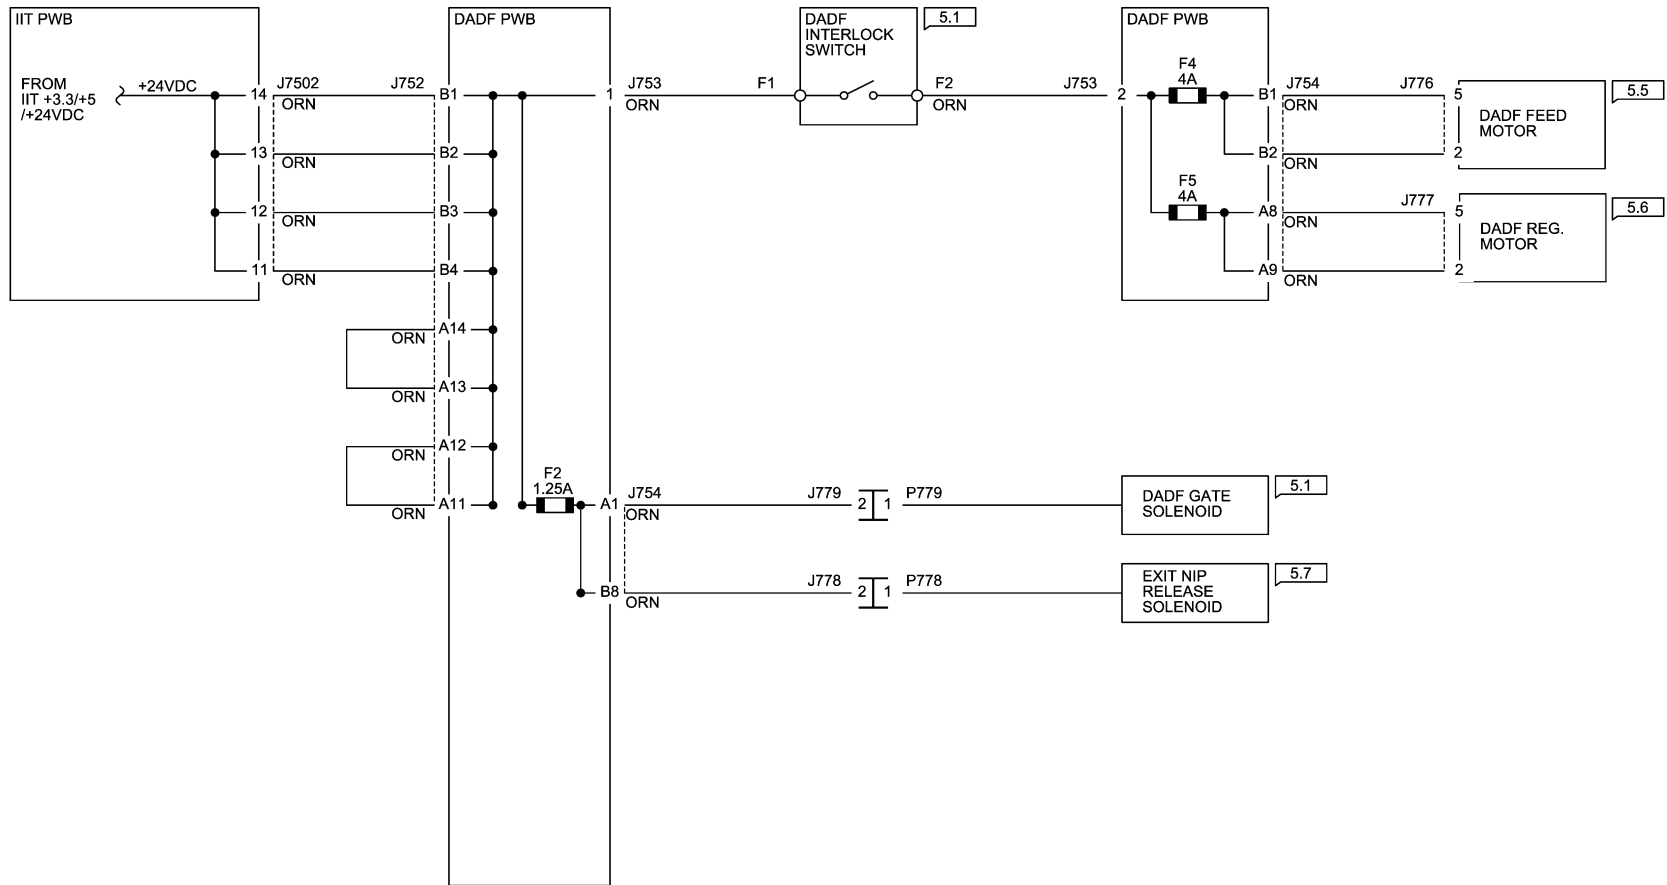 IIT PWB
DADF PWB
DADF
INTERLOCK
SWITCH
5.1
DADF PWB
FROM
IIT +3.3/+5
/+24VDC
+24VDC
14
J7502
ORN
J752
B1
1
J753
ORN
F1
F2
ORN
J753
2
F4
4A
B1
J754
ORN
J776
5
DADF FEED
MOTOR
5.5
13
ORN
B2
B2
ORN
2
12
ORN
B3
F5
4A
A8
ORN
J777
5
DADF REG.
MOTOR
5.6
11
ORN
B4
A9
ORN
2
A14
ORN
A13
ORN
A12
ORN
A11
ORN
F2
1.25A
A1
J754
ORN
J779
2
1
P779
DADF GATE
SOLENOID
5.1
B8
ORN
J778
2
1
P778
EXIT NIP
RELEASE
SOLENOID
5.7